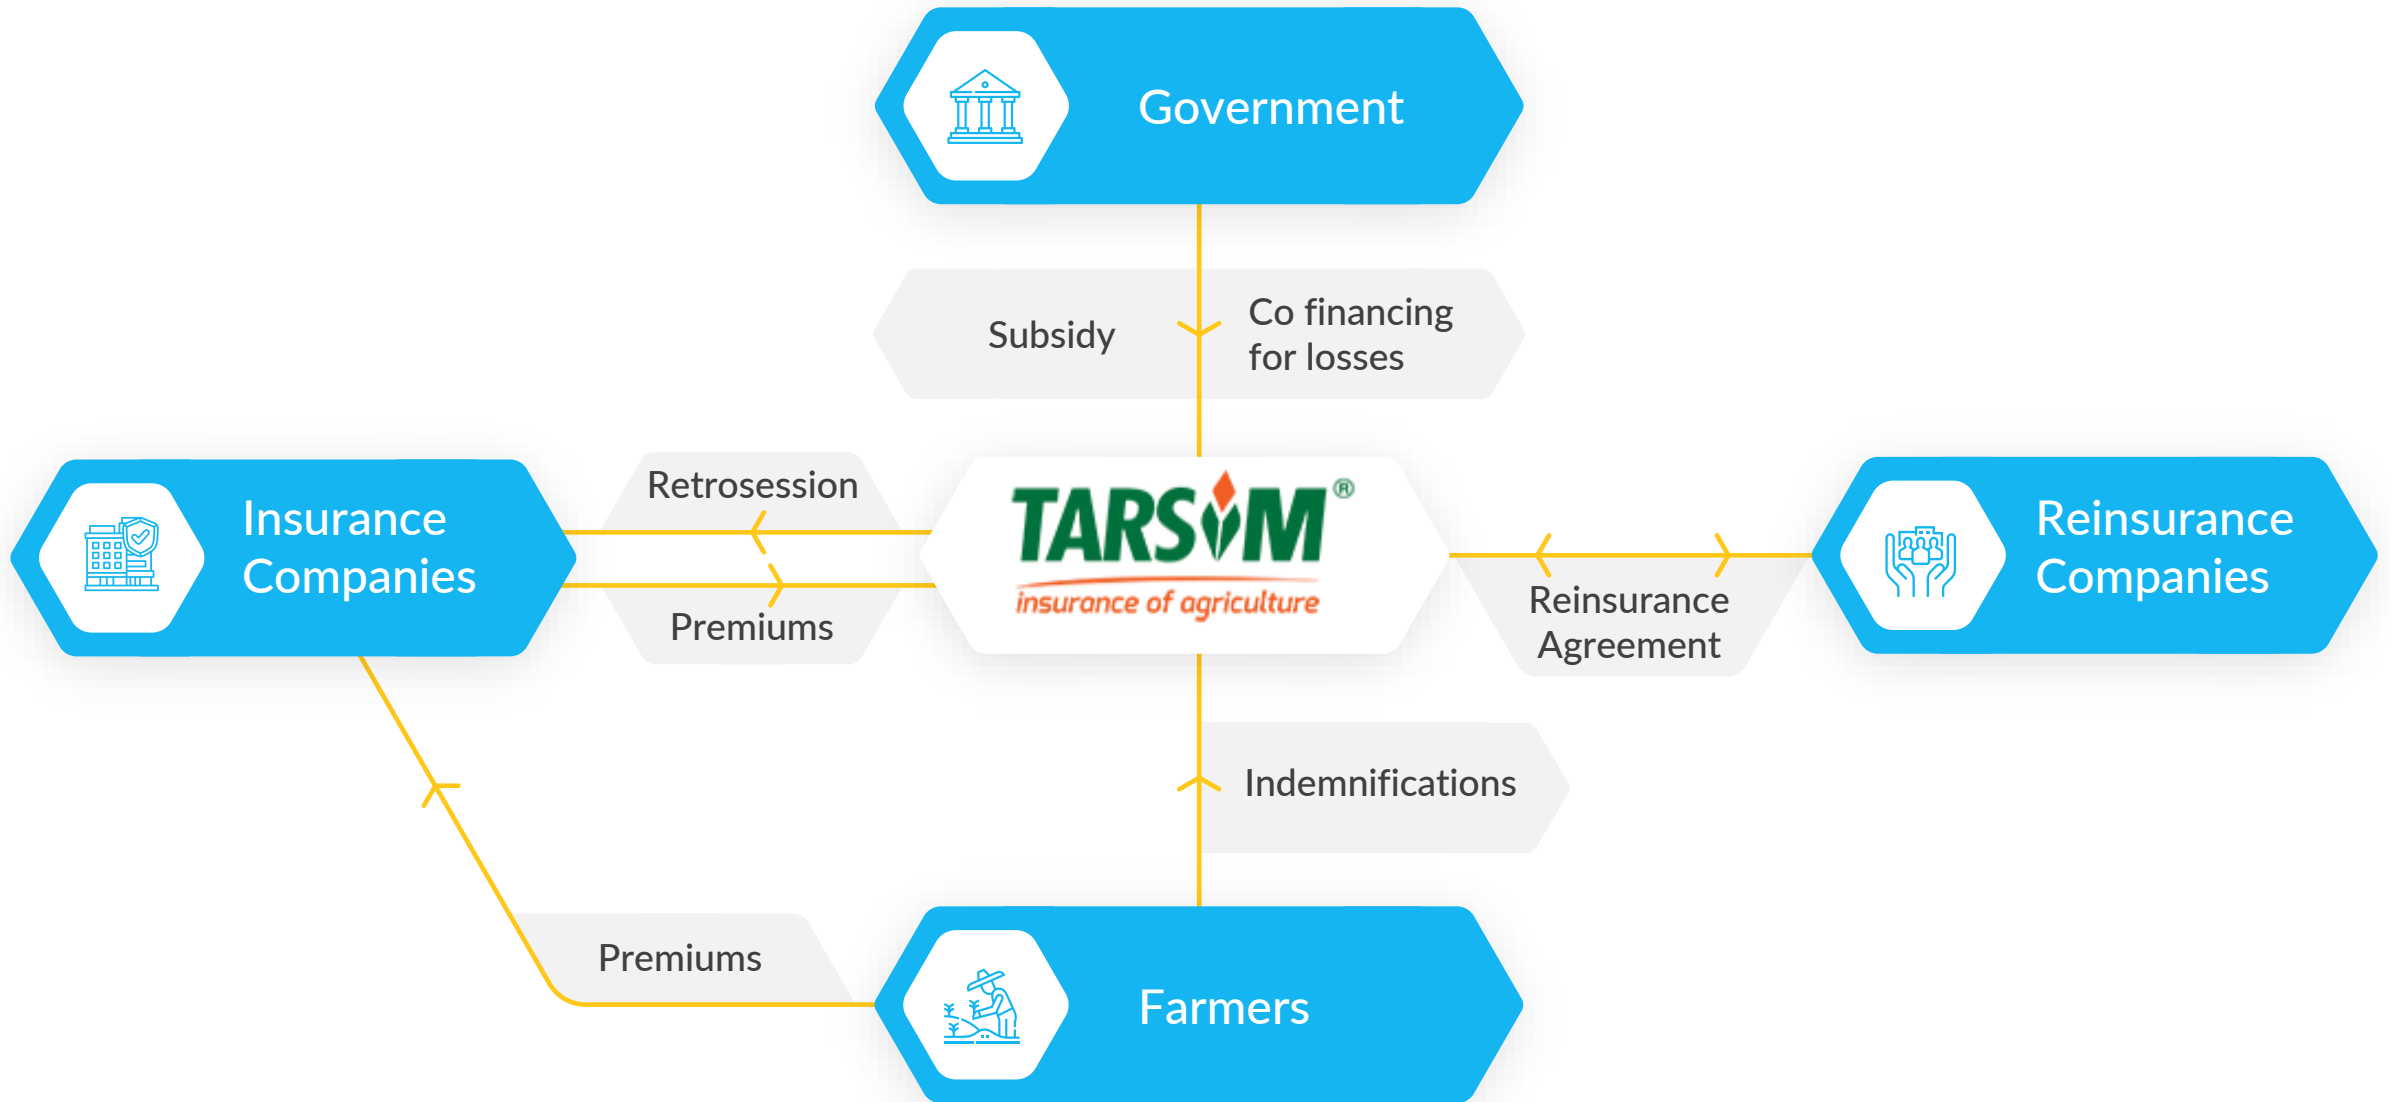 Government
Subsidy
Co financing
for losses
Retrosession
Insurance
Companies
Premiums
TARSİM®
insurance of agriculture
Reinsurance
Companies
Reinsurance
Agreement
Indemnifications
Premiums
Farmers